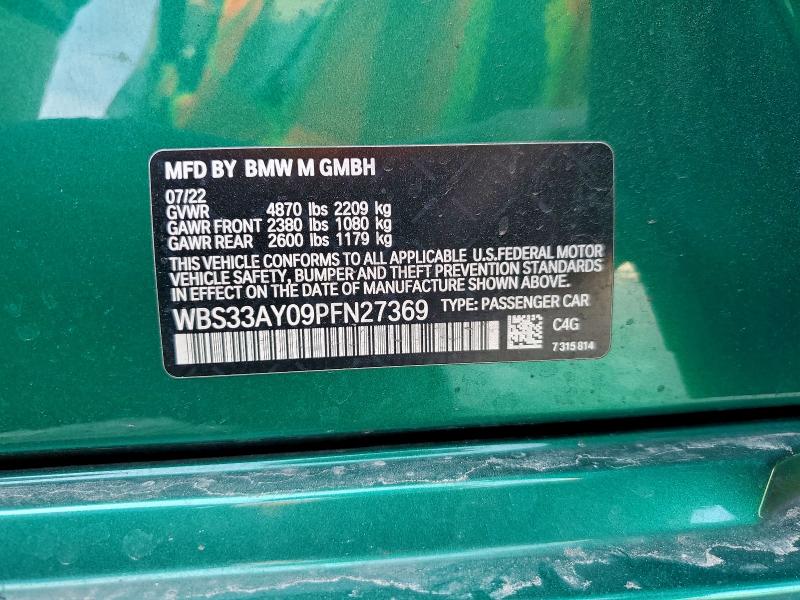 MFD BY BMW M GMBH
07/22
GVWR 4870 lbs 2209 kg
GAWR FRONT 2380 lbs 1080 kg
GAWR REAR 2600 lbs 1179 kg
THIS VEHICLE CONFORMS TO ALL APPLICABLE U.S.FEDERAL MOTOR
VEHICLE SAFETY, BUMPER AND THEFT PREVENTION STANDARDS
IN EFFECT ON THE DATE OF MANUFACTURE SHOWN ABOVE.
WBS33AY09PFN27369 TYPE: PASSENGER CAR
C4G
7315814